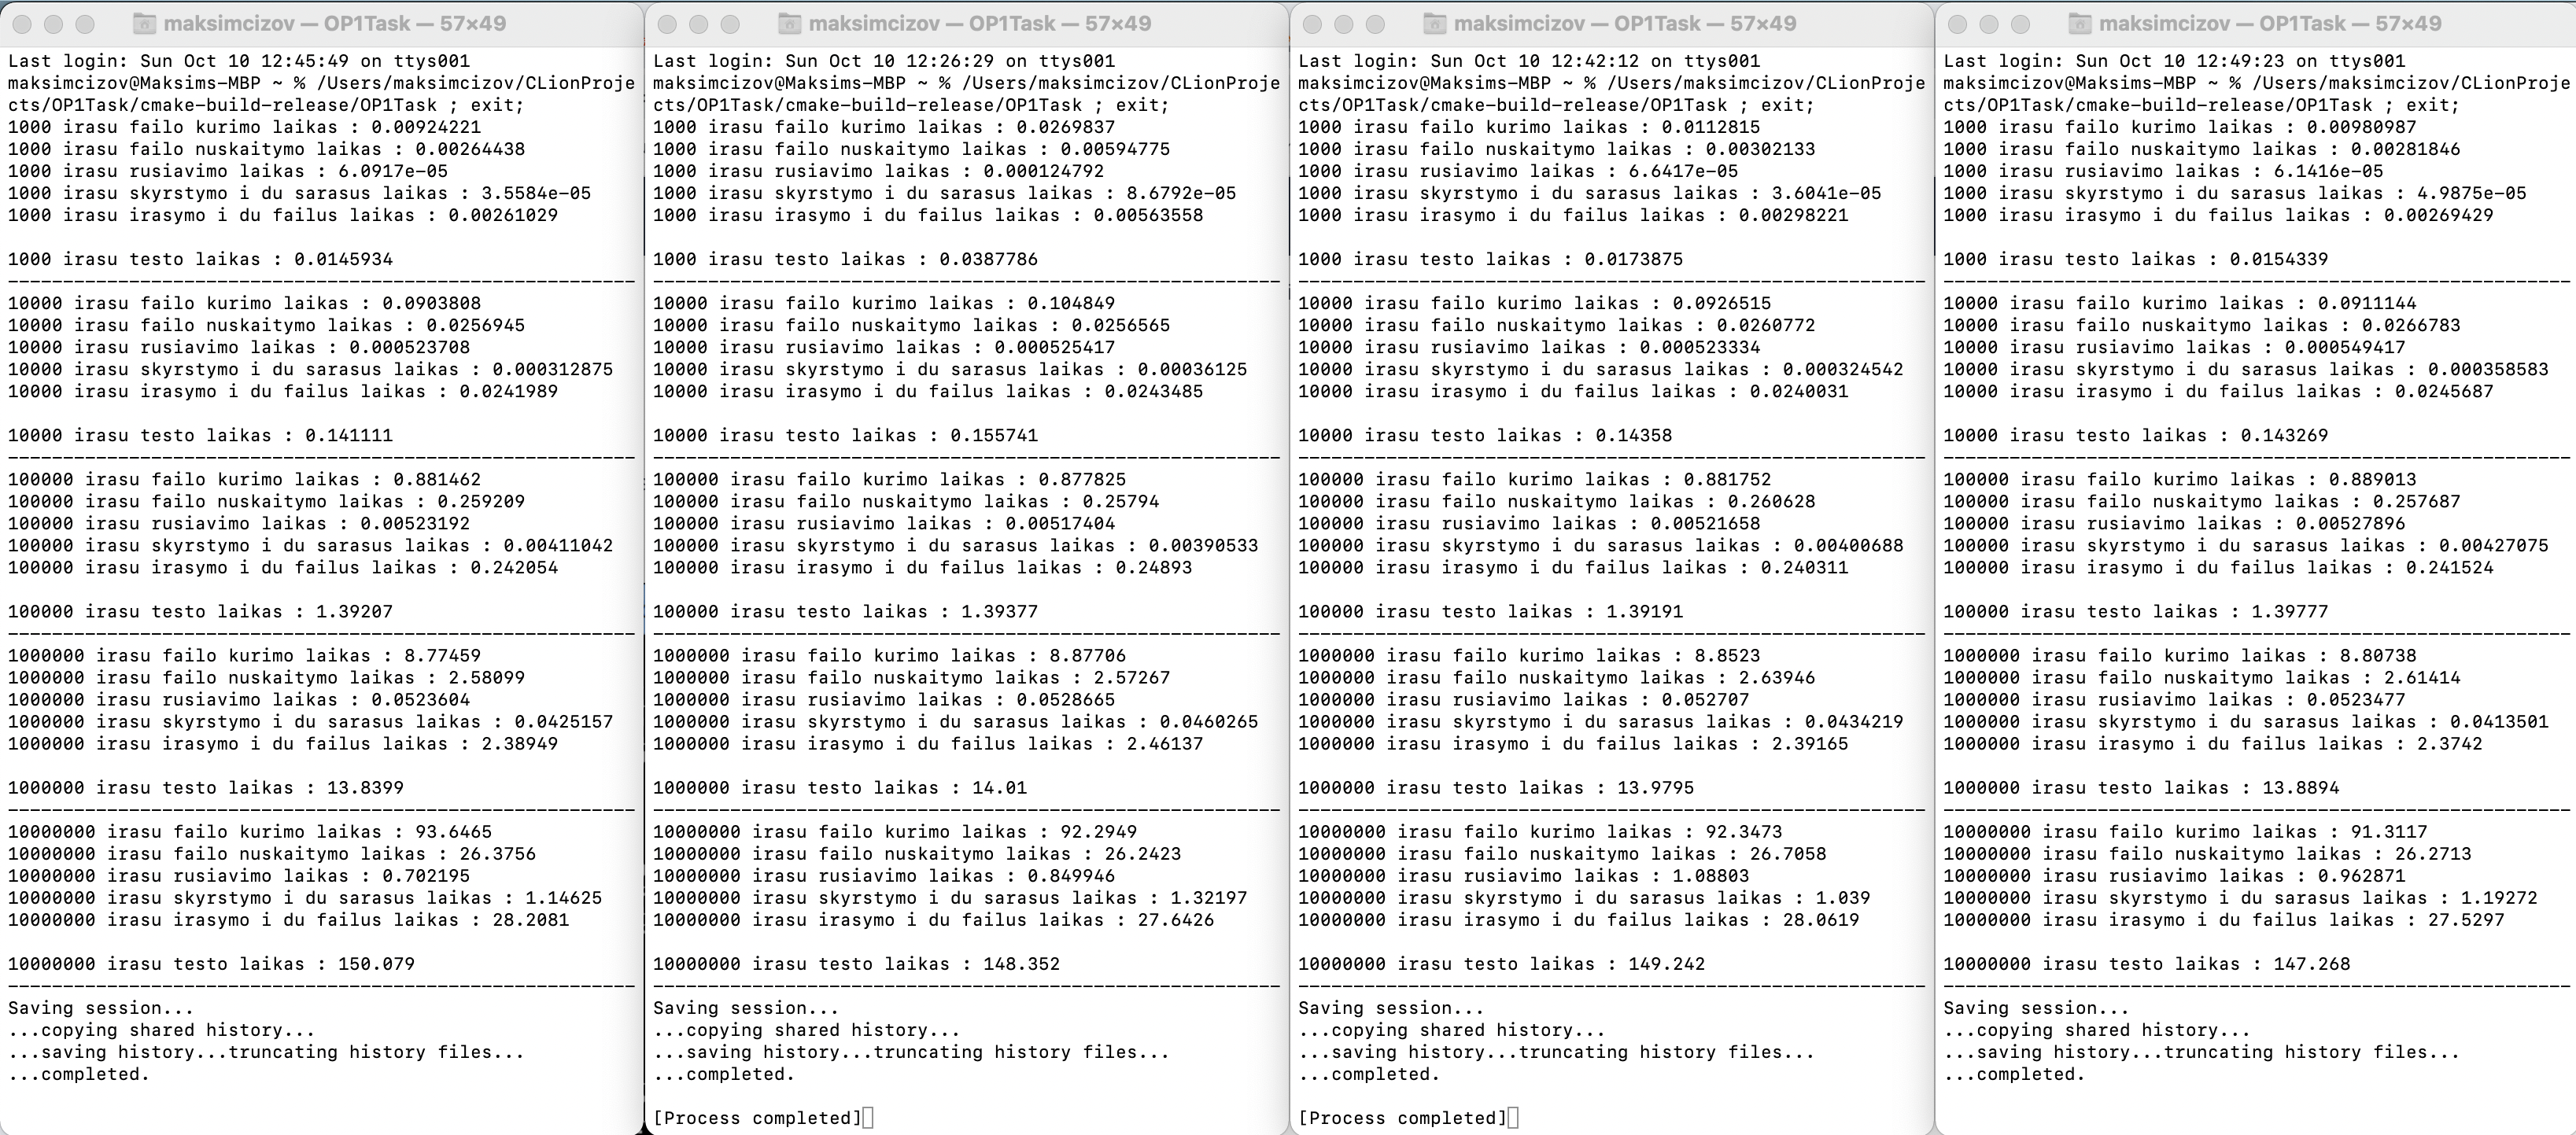 maksimcizov — OP1Task — 57×49
Last login: Sun Oct 10 12:45:49 on ttys001
maksimcizov@Maksims-MBP ~ % /Users/maksimcizov/CLionProje
cts/OP1Task/cmake-build-release/OP1Task ; exit;
1000 irasu failo kurimo laikas : 0.00924221
1000 irasu failo nuskaitymo laikas : 0.00264438
1000 irasu rusiavimo laikas : 6.0917e-05
1000 irasu skyrstymo i du sarasus laikas : 3.5584e-05
1000 irasu irasymo i du failus laikas : 0.00261029
1000 irasu testo laikas : 0.0145934
---------------------------------------------------------
10000 irasu failo kurimo laikas : 0.0903808
10000 irasu failo nuskaitymo laikas : 0.0256945
10000 irasu rusiavimo laikas : 0.000523708
10000 irasu skyrstymo i du sarasus laikas : 0.000312875
10000 irasu irasymo i du failus laikas : 0.0241989
10000 irasu testo laikas : 0.141111
---------------------------------------------------------
100000 irasu failo kurimo laikas : 0.881462
100000 irasu failo nuskaitymo laikas : 0.259209
100000 irasu rusiavimo laikas : 0.00523192
100000 irasu skyrstymo i du sarasus laikas : 0.00411042
100000 irasu irasymo i du failus laikas : 0.242054
100000 irasu testo laikas : 1.39207
---------------------------------------------------------
1000000 irasu failo kurimo laikas : 8.77459
1000000 irasu failo nuskaitymo laikas : 2.58099
1000000 irasu rusiavimo laikas : 0.0523604
1000000 irasu skyrstymo i du sarasus laikas : 0.0425157
1000000 irasu irasymo i du failus laikas : 2.38949
1000000 irasu testo laikas : 13.8399
---------------------------------------------------------
10000000 irasu failo kurimo laikas : 93.6465
10000000 irasu failo nuskaitymo laikas : 26.3756
10000000 irasu rusiavimo laikas : 0.702195
10000000 irasu skyrstymo i du sarasus laikas : 1.14625
10000000 irasu irasymo i du failus laikas : 28.2081
10000000 irasu testo laikas : 150.079
---------------------------------------------------------
Saving session...
...copying shared history...
...saving history...truncating history files...
...completed.
maksimcizov — OP1Task — 57×49
Last login: Sun Oct 10 12:26:29 on ttys001
maksimcizov@Maksims-MBP ~ % /Users/maksimcizov/CLionProje
cts/OP1Task/cmake-build-release/OP1Task ; exit;
1000 irasu failo kurimo laikas : 0.0269837
1000 irasu failo nuskaitymo laikas : 0.00594775
1000 irasu rusiavimo laikas : 0.000124792
1000 irasu skyrstymo i du sarasus laikas : 8.6792e-05
1000 irasu irasymo i du failus laikas : 0.00563558
1000 irasu testo laikas : 0.0387786
---------------------------------------------------------
10000 irasu failo kurimo laikas : 0.104849
10000 irasu failo nuskaitymo laikas : 0.0256565
10000 irasu rusiavimo laikas : 0.000525417
10000 irasu skyrstymo i du sarasus laikas : 0.00036125
10000 irasu irasymo i du failus laikas : 0.0243485
10000 irasu testo laikas : 0.155741
---------------------------------------------------------
100000 irasu failo kurimo laikas : 0.877825
100000 irasu failo nuskaitymo laikas : 0.25794
100000 irasu rusiavimo laikas : 0.00517404
100000 irasu skyrstymo i du sarasus laikas : 0.00390533
100000 irasu irasymo i du failus laikas : 0.24893
100000 irasu testo laikas : 1.39377
---------------------------------------------------------
1000000 irasu failo kurimo laikas : 8.87706
1000000 irasu failo nuskaitymo laikas : 2.57267
1000000 irasu rusiavimo laikas : 0.0528665
1000000 irasu skyrstymo i du sarasus laikas : 0.0460265
1000000 irasu irasymo i du failus laikas : 2.46137
1000000 irasu testo laikas : 14.01
---------------------------------------------------------
10000000 irasu failo kurimo laikas : 92.2949
10000000 irasu failo nuskaitymo laikas : 26.2423
10000000 irasu rusiavimo laikas : 0.849946
10000000 irasu skyrstymo i du sarasus laikas : 1.32197
10000000 irasu irasymo i du failus laikas : 27.6426
10000000 irasu testo laikas : 148.352
---------------------------------------------------------
Saving session...
...copying shared history...
...saving history...truncating history files...
...completed.
[Process completed]
maksimcizov — OP1Task — 57×49
Last login: Sun Oct 10 12:42:12 on ttys001
maksimcizov@Maksims-MBP ~ % /Users/maksimcizov/CLionProje
cts/OP1Task/cmake-build-release/OP1Task ; exit;
1000 irasu failo kurimo laikas : 0.0112815
1000 irasu failo nuskaitymo laikas : 0.00302133
1000 irasu rusiavimo laikas : 6.6417e-05
1000 irasu skyrstymo i du sarasus laikas : 3.6041e-05
1000 irasu irasymo i du failus laikas : 0.00298221
1000 irasu testo laikas : 0.0173875
---------------------------------------------------------
10000 irasu failo kurimo laikas : 0.0926515
10000 irasu failo nuskaitymo laikas : 0.0260772
10000 irasu rusiavimo laikas : 0.000523334
10000 irasu skyrstymo i du sarasus laikas : 0.000324542
10000 irasu irasymo i du failus laikas : 0.0240031
10000 irasu testo laikas : 0.14358
---------------------------------------------------------
100000 irasu failo kurimo laikas : 0.881752
100000 irasu failo nuskaitymo laikas : 0.260628
100000 irasu rusiavimo laikas : 0.00521658
100000 irasu skyrstymo i du sarasus laikas : 0.00400688
100000 irasu irasymo i du failus laikas : 0.240311
100000 irasu testo laikas : 1.39191
---------------------------------------------------------
1000000 irasu failo kurimo laikas : 8.8523
1000000 irasu failo nuskaitymo laikas : 2.63946
1000000 irasu rusiavimo laikas : 0.052707
1000000 irasu skyrstymo i du sarasus laikas : 0.0434219
1000000 irasu irasymo i du failus laikas : 2.39165
1000000 irasu testo laikas : 13.9795
---------------------------------------------------------
10000000 irasu failo kurimo laikas : 92.3473
10000000 irasu failo nuskaitymo laikas : 26.7058
10000000 irasu rusiavimo laikas : 1.08803
10000000 irasu skyrstymo i du sarasus laikas : 1.039
10000000 irasu irasymo i du failus laikas : 28.0619
10000000 irasu testo laikas : 149.242
---------------------------------------------------------
Saving session...
...copying shared history...
...saving history...truncating history files...
...completed.
[Process completed]
maksimcizov — OP1Task — 57×49
Last login: Sun Oct 10 12:49:23 on ttys001
maksimcizov@Maksims-MBP ~ % /Users/maksimcizov/CLionProje
cts/OP1Task/cmake-build-release/OP1Task ; exit;
1000 irasu failo kurimo laikas : 0.00980987
1000 irasu failo nuskaitymo laikas : 0.00281846
1000 irasu rusiavimo laikas : 6.1416e-05
1000 irasu skyrstymo i du sarasus laikas : 4.9875e-05
1000 irasu irasymo i du failus laikas : 0.00269429
1000 irasu testo laikas : 0.0154339
---------------------------------------------------------
10000 irasu failo kurimo laikas : 0.0911144
10000 irasu failo nuskaitymo laikas : 0.0266783
10000 irasu rusiavimo laikas : 0.000549417
10000 irasu skyrstymo i du sarasus laikas : 0.000358583
10000 irasu irasymo i du failus laikas : 0.0245687
10000 irasu testo laikas : 0.143269
---------------------------------------------------------
100000 irasu failo kurimo laikas : 0.889013
100000 irasu failo nuskaitymo laikas : 0.257687
100000 irasu rusiavimo laikas : 0.00527896
100000 irasu skyrstymo i du sarasus laikas : 0.00427075
100000 irasu irasymo i du failus laikas : 0.241524
100000 irasu testo laikas : 1.39777
---------------------------------------------------------
1000000 irasu failo kurimo laikas : 8.80738
1000000 irasu failo nuskaitymo laikas : 2.61414
1000000 irasu rusiavimo laikas : 0.0523477
1000000 irasu skyrstymo i du sarasus laikas : 0.0413501
1000000 irasu irasymo i du failus laikas : 2.3742
1000000 irasu testo laikas : 13.8894
---------------------------------------------------------
10000000 irasu failo kurimo laikas : 91.3117
10000000 irasu failo nuskaitymo laikas : 26.2713
10000000 irasu rusiavimo laikas : 0.962871
10000000 irasu skyrstymo i du sarasus laikas : 1.19272
10000000 irasu irasymo i du failus laikas : 27.5297
10000000 irasu testo laikas : 147.268
---------------------------------------------------------
Saving session...
...copying shared history...
...saving history...truncating history files...
...completed.